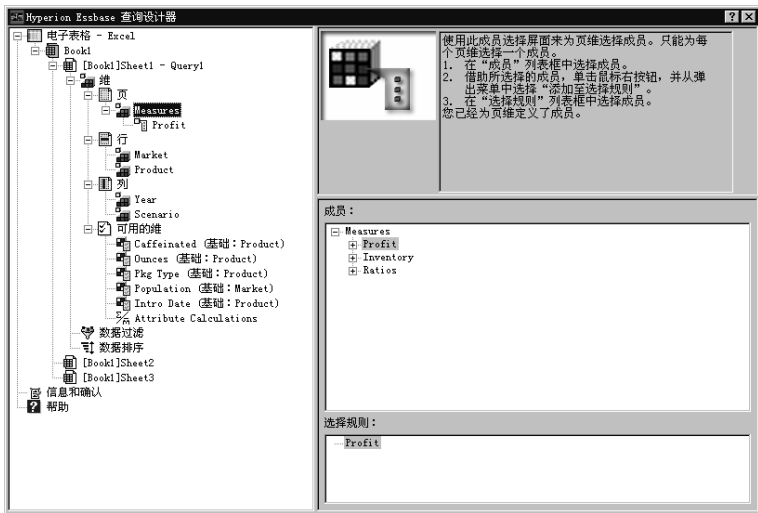 Hyperion Essbase 查询设计器
电子表格 - Excel
Book1
[Book1]Sheet1 - Query1
维
页
Measures
Profit
行
Market
Product
列
Year
Scenario
可用的维
Caffeinated (基础：Product)
Ounces (基础：Product)
Pkg Type (基础：Product)
Population (基础：Market)
Intro Date (基础：Product)
Attribute Calculations
数据过滤
数据排序
[Book1]Sheet2
[Book1]Sheet3
信息和确认
帮助
使用此成员选择屏幕来为页维选择成员。只能为每
个页维选择一个成员。
1. 在“成员”列表框中选择成员。
2. 借助所选择的成员，单击鼠标右按钮，并从弹
出菜单中选择“添加至选择规则”。
3. 在“选择规则”列表框中选择成员。
您已经为页维定义了成员。
成员：
Measures
Profit
Inventory
Ratios
选择规则：
Profit